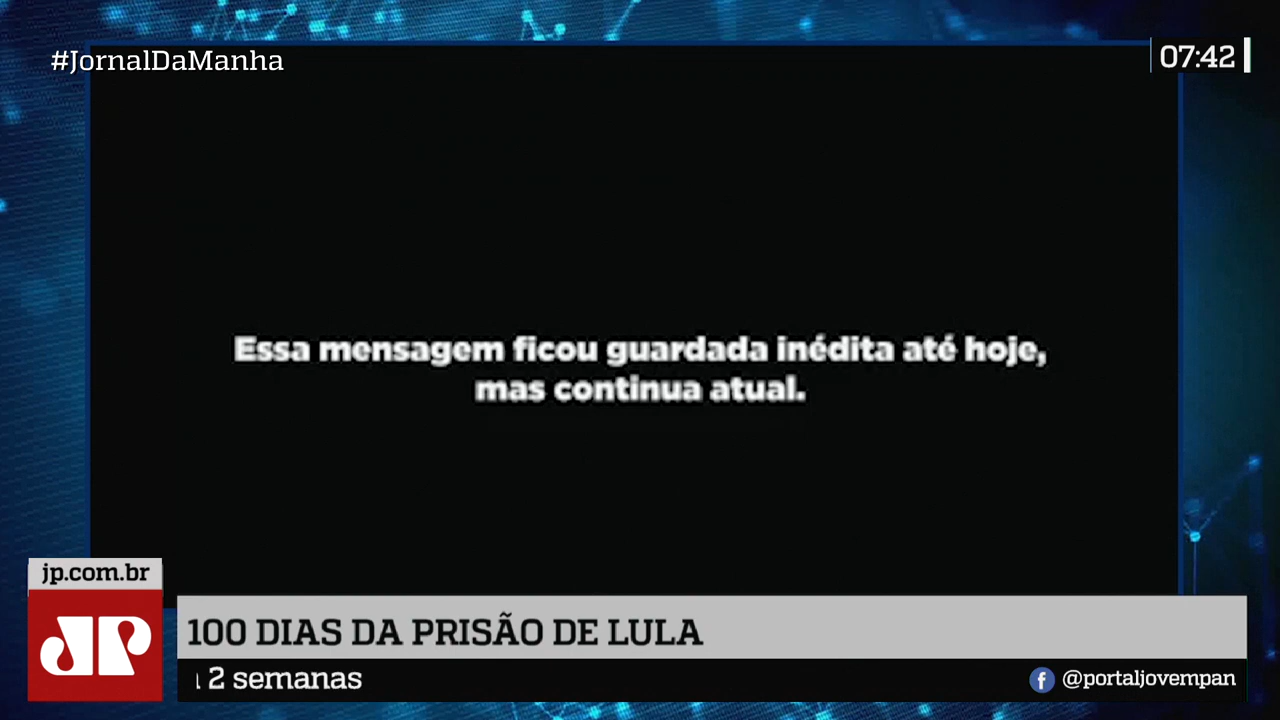 #JornalDaManha
07:42
Essa mensagem ficou guardada inédita até hoje,
mas continua atual.
jp.com.br
JP
100 DIAS DA PRISÃO DE LULA
2 semanas
@portaljovempan